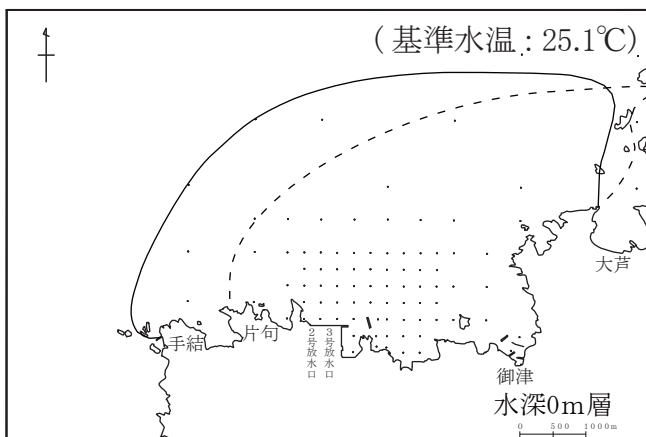 （基準水温：25.1℃）
大芦
手結
片句
2号放水口
3号放水口
御津
水深0m層
0 500 1000m